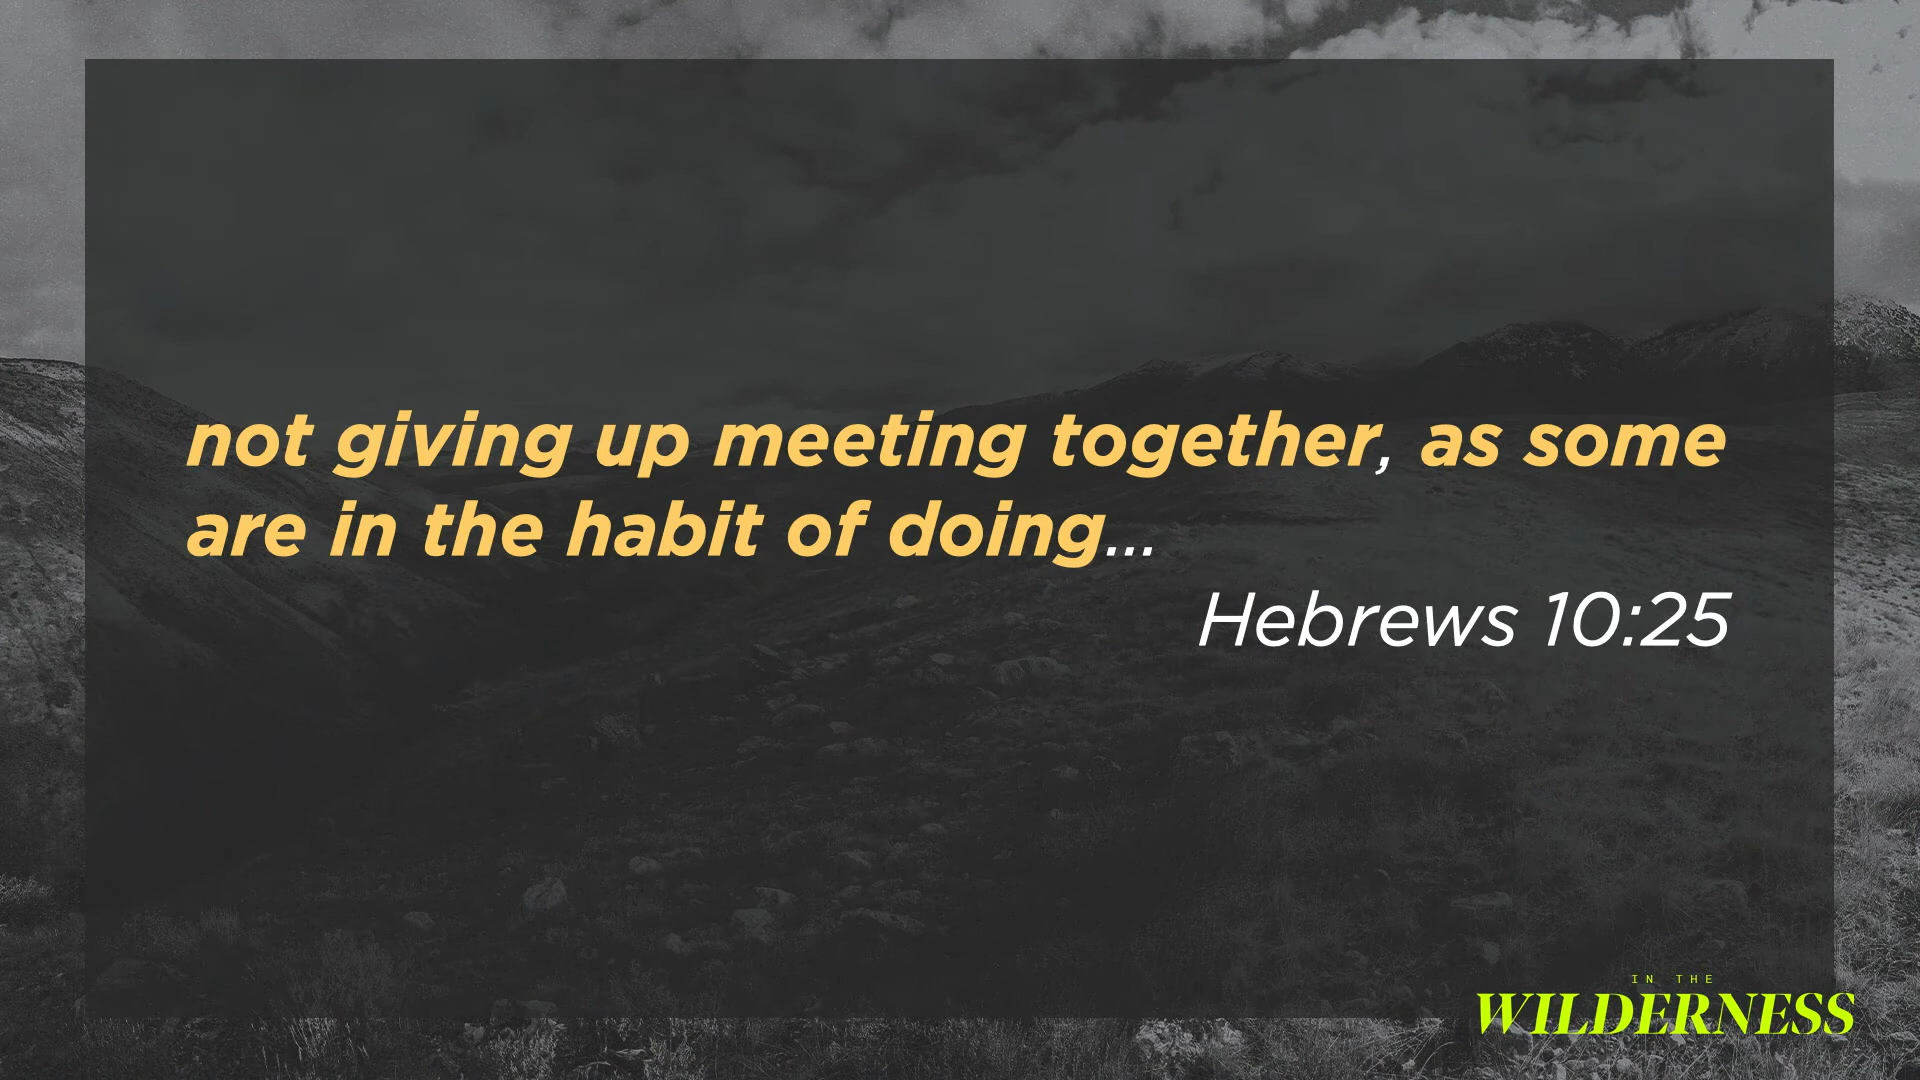 not giving up meeting together, as some
are in the habit of doing...
Hebrews 10:25
IN THE
WILDERNESS